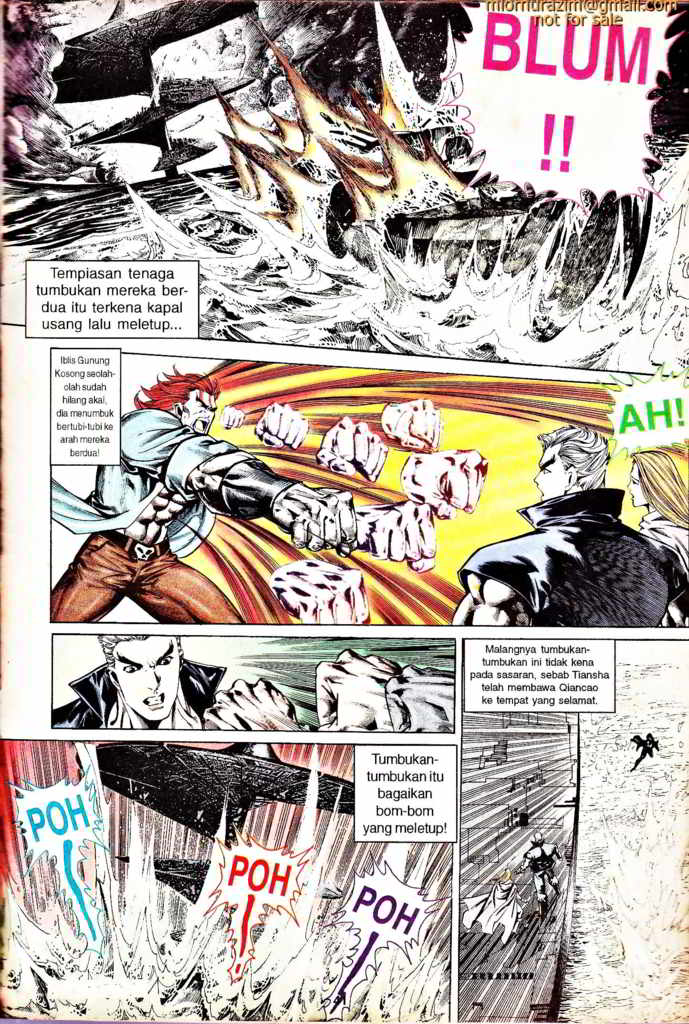 miomurazim@gmail.com
not for sale
BLUM
!!
Tempiasan tenaga
tumbukan mereka ber-
dua itu terkena kapal
usang lalu meletup...
Iblis Gunung
Kosong seolah-
olah sudah
hilang akal,
dia menumbuk
bertubi-tubi ke
arah mereka
berdua!
AH!
Malangnya tumbukan-
tumbukan ini tidak kena
pada sasaran, sebab Tiansha
telah membawa Qiancao
ke tempat yang selamat.
Tumbukan-
tumbukan itu
bagaikan
bom-bom
yang meletup!
POH
!
POH
!
POH
!